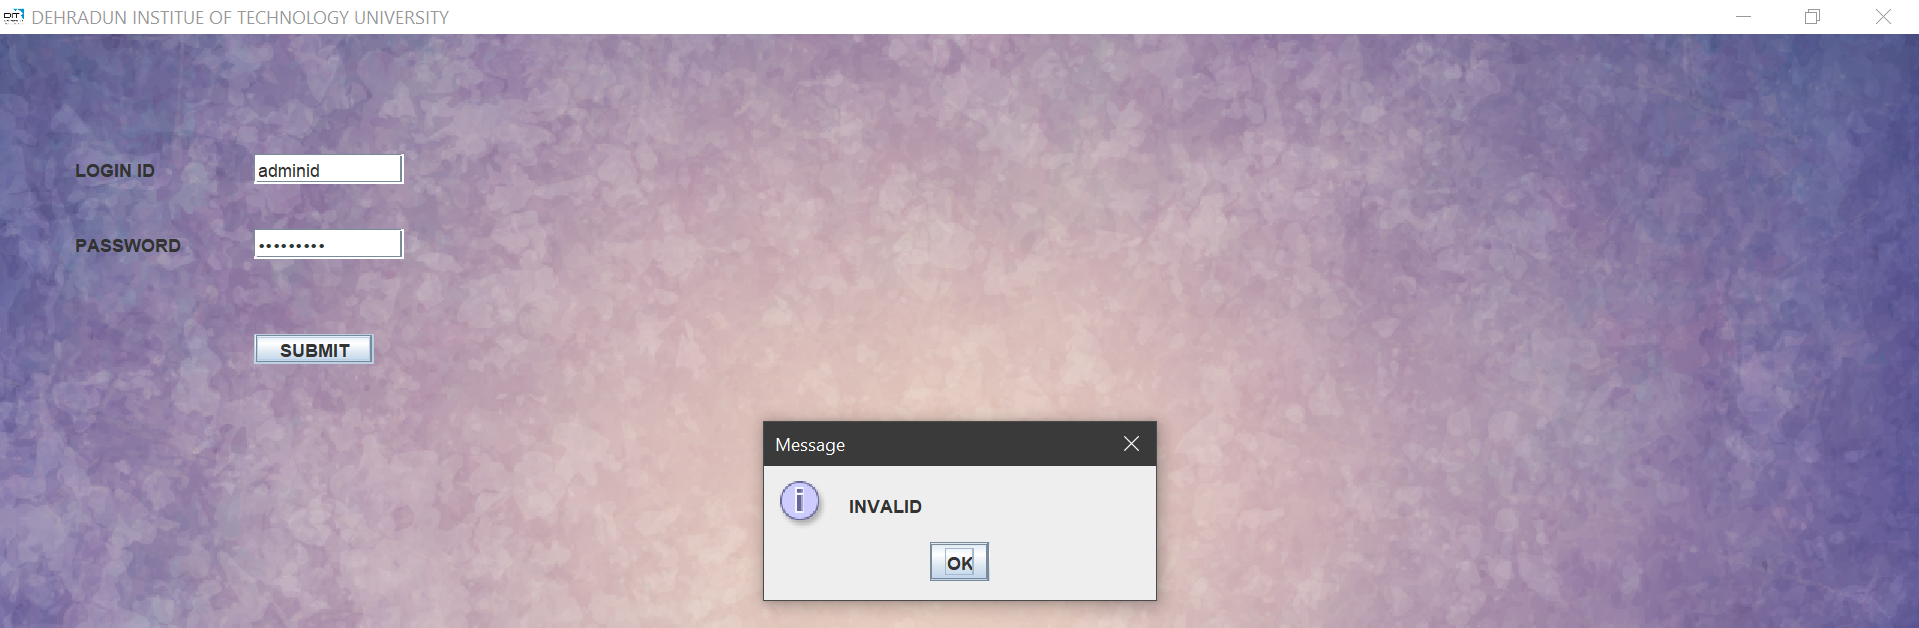 DEHRADUN INSTITUE OF TECHNOLOGY UNIVERSITY
LOGIN ID
adminid
PASSWORD
•••••••••
SUBMIT
Message
INVALID
OK